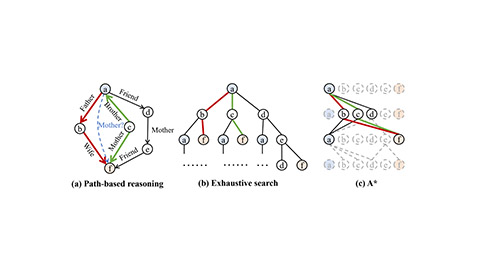 a
Friend
Father
Brother
d
b
Mother?
c
Mother
Mother
Wife
Friend
e
f
(a) Path-based reasoning
a
b c d
a f a f a e
...... ...... ...
d f
(b) Exhaustive search
a b c d e f
a b c d e f
a b c d e f
a b c d e f
(c) A*